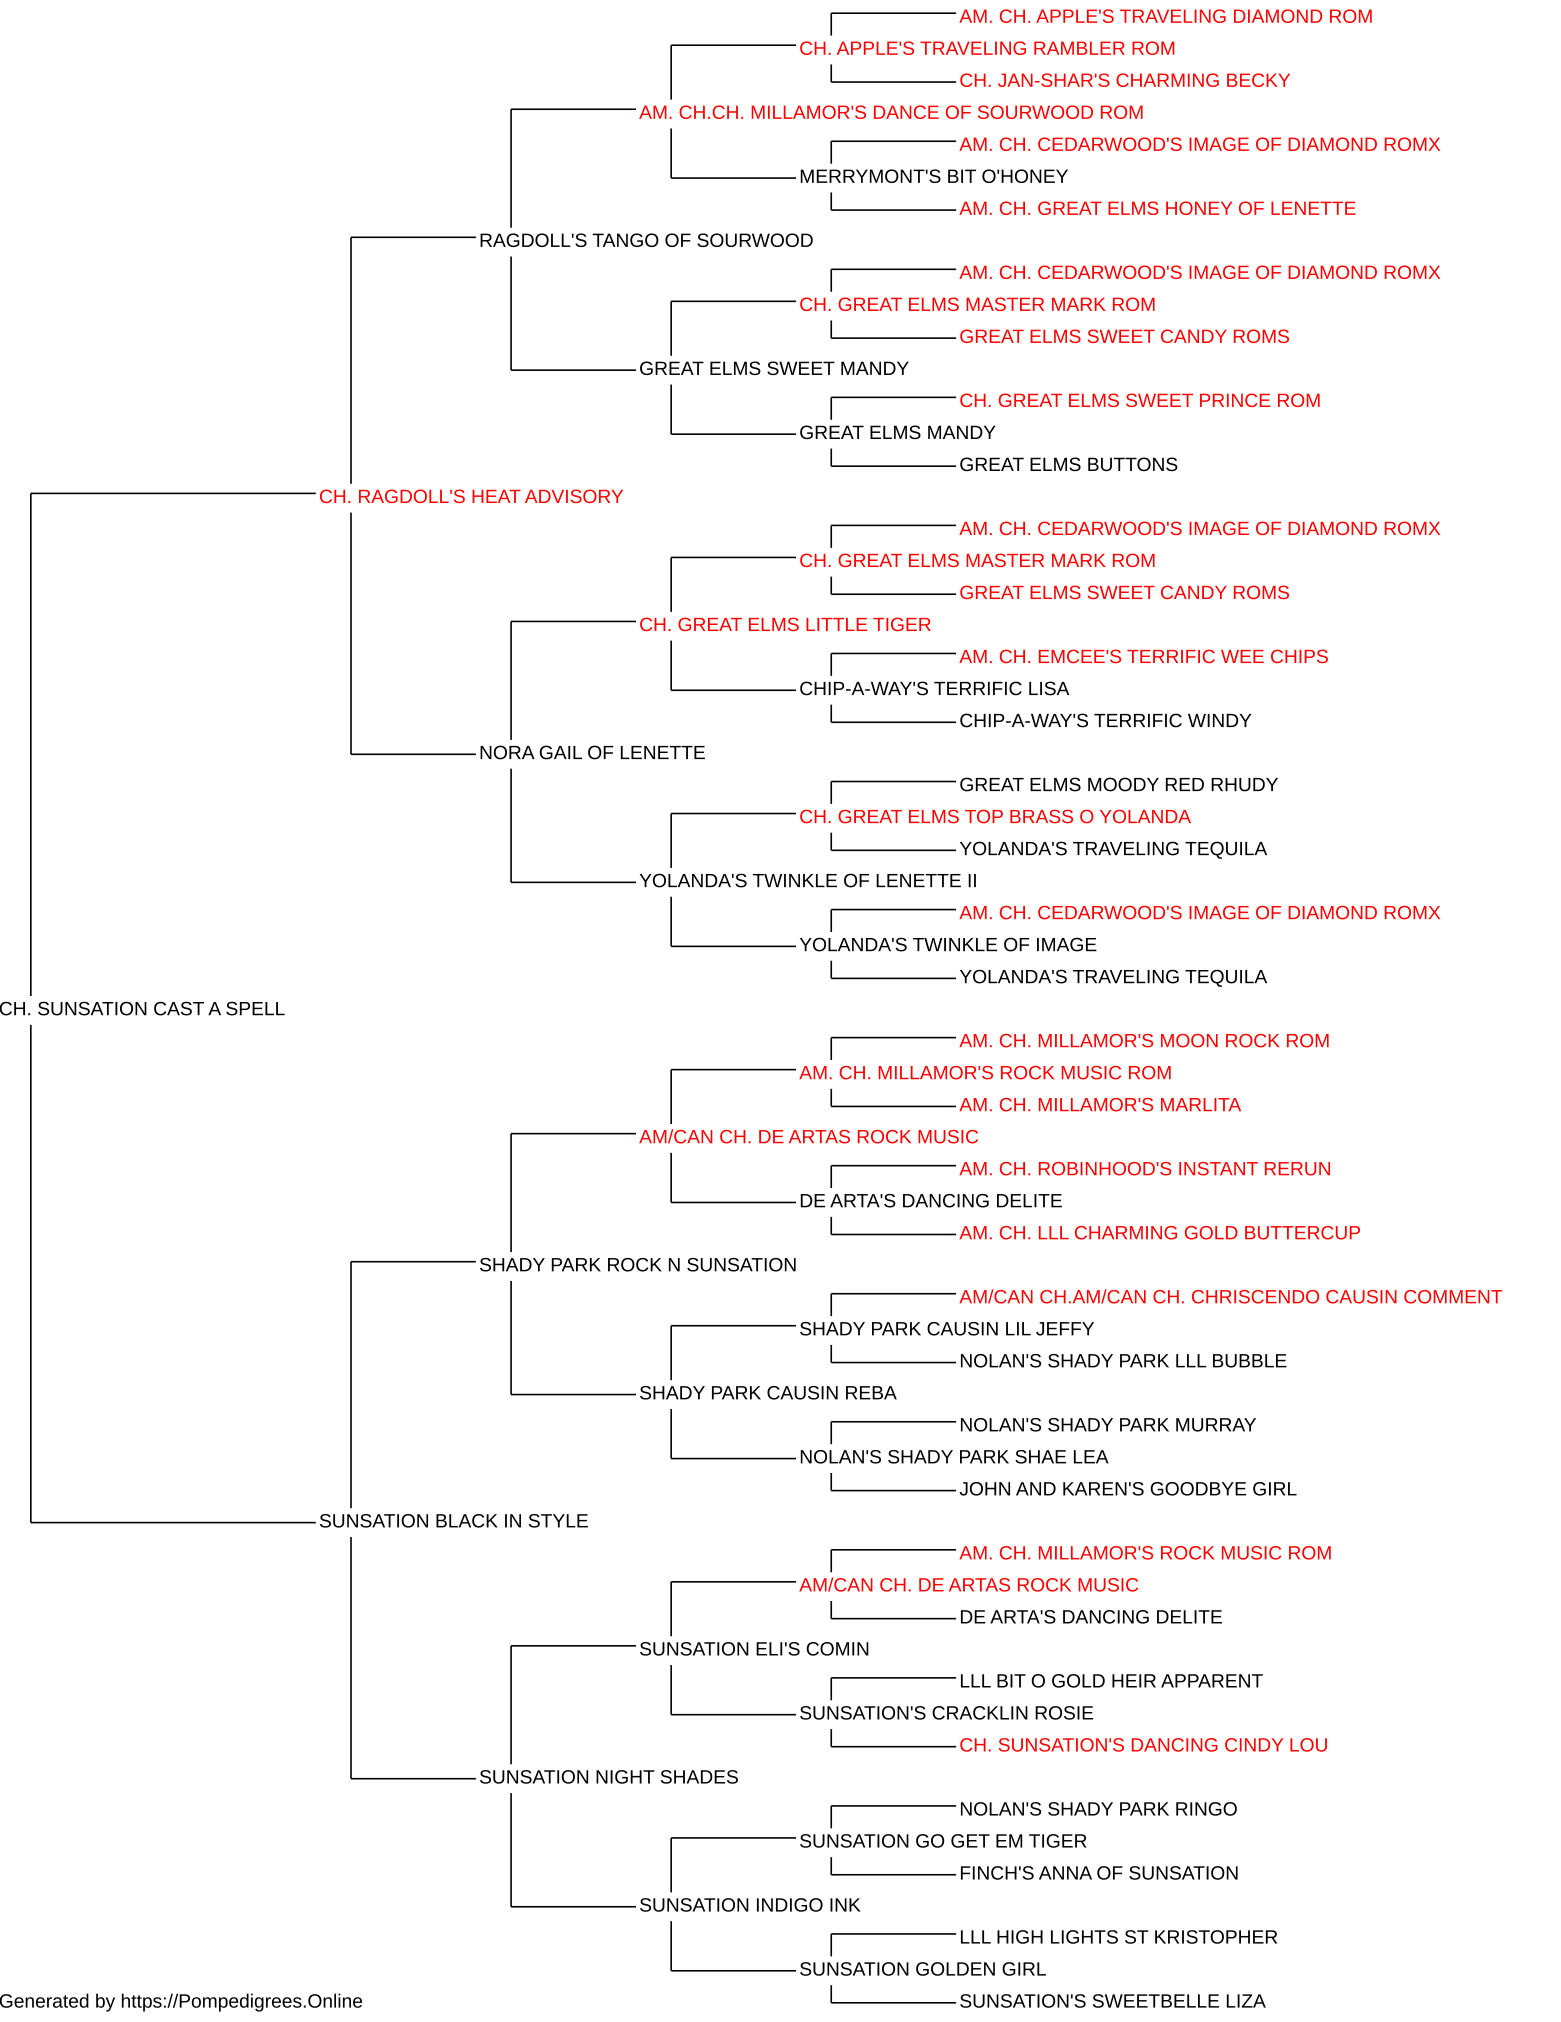 AM. CH. APPLE'S TRAVELING DIAMOND ROM
CH. APPLE'S TRAVELING RAMBLER ROM
CH. JAN-SHAR'S CHARMING BECKY
AM. CH.CH. MILLAMOR'S DANCE OF SOURWOOD ROM
AM. CH. CEDARWOOD'S IMAGE OF DIAMOND ROMX
MERRYMONT'S BIT O'HONEY
AM. CH. GREAT ELMS HONEY OF LENETTE
RAGDOLL'S TANGO OF SOURWOOD
AM. CH. CEDARWOOD'S IMAGE OF DIAMOND ROMX
CH. GREAT ELMS MASTER MARK ROM
GREAT ELMS SWEET CANDY ROMS
GREAT ELMS SWEET MANDY
CH. GREAT ELMS SWEET PRINCE ROM
GREAT ELMS MANDY
GREAT ELMS BUTTONS
CH. RAGDOLL'S HEAT ADVISORY
AM. CH. CEDARWOOD'S IMAGE OF DIAMOND ROMX
CH. GREAT ELMS MASTER MARK ROM
GREAT ELMS SWEET CANDY ROMS
CH. GREAT ELMS LITTLE TIGER
AM. CH. EMCEE'S TERRIFIC WEE CHIPS
CHIP-A-WAY'S TERRIFIC LISA
CHIP-A-WAY'S TERRIFIC WINDY
NORA GAIL OF LENETTE
GREAT ELMS MOODY RED RHUDY
CH. GREAT ELMS TOP BRASS O YOLANDA
YOLANDA'S TRAVELING TEQUILA
YOLANDA'S TWINKLE OF LENETTE II
AM. CH. CEDARWOOD'S IMAGE OF DIAMOND ROMX
YOLANDA'S TWINKLE OF IMAGE
YOLANDA'S TRAVELING TEQUILA
CH. SUNSATION CAST A SPELL
AM. CH. MILLAMOR'S MOON ROCK ROM
AM. CH. MILLAMOR'S ROCK MUSIC ROM
AM. CH. MILLAMOR'S MARLITA
AM/CAN CH. DE ARTAS ROCK MUSIC
AM. CH. ROBINHOOD'S INSTANT RERUN
DE ARTA'S DANCING DELITE
AM. CH. LLL CHARMING GOLD BUTTERCUP
SHADY PARK ROCK N SUNSATION
AM/CAN CH.AM/CAN CH. CHRISCENDO CAUSIN COMMENT
SHADY PARK CAUSIN LIL JEFFY
NOLAN'S SHADY PARK LLL BUBBLE
SHADY PARK CAUSIN REBA
NOLAN'S SHADY PARK MURRAY
NOLAN'S SHADY PARK SHAE LEA
JOHN AND KAREN'S GOODBYE GIRL
SUNSATION BLACK IN STYLE
AM. CH. MILLAMOR'S ROCK MUSIC ROM
AM/CAN CH. DE ARTAS ROCK MUSIC
DE ARTA'S DANCING DELITE
SUNSATION ELI'S COMIN
LLL BIT O GOLD HEIR APPARENT
SUNSATION'S CRACKLIN ROSIE
CH. SUNSATION'S DANCING CINDY LOU
SUNSATION NIGHT SHADES
NOLAN'S SHADY PARK RINGO
SUNSATION GO GET EM TIGER
FINCH'S ANNA OF SUNSATION
SUNSATION INDIGO INK
LLL HIGH LIGHTS ST KRISTOPHER
SUNSATION GOLDEN GIRL
SUNSATION'S SWEETBELLE LIZA
Generated by https://Pompedigrees.Online